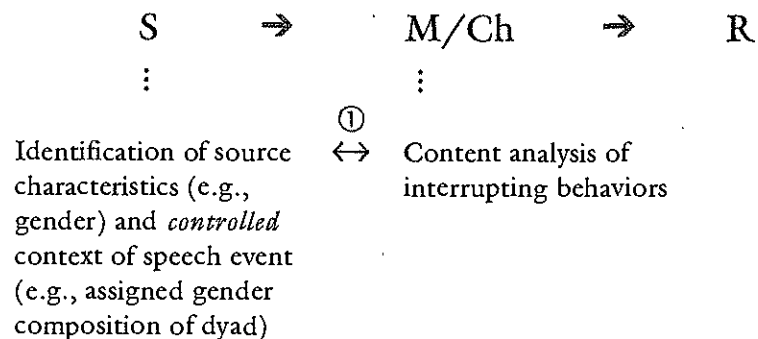 S → M/Ch → R
⋮ ⋮
①
Identification of source ↔ Content analysis of
characteristics (e.g., interrupting behaviors
gender) and controlled
context of speech event
(e.g., assigned gender
composition of dyad)